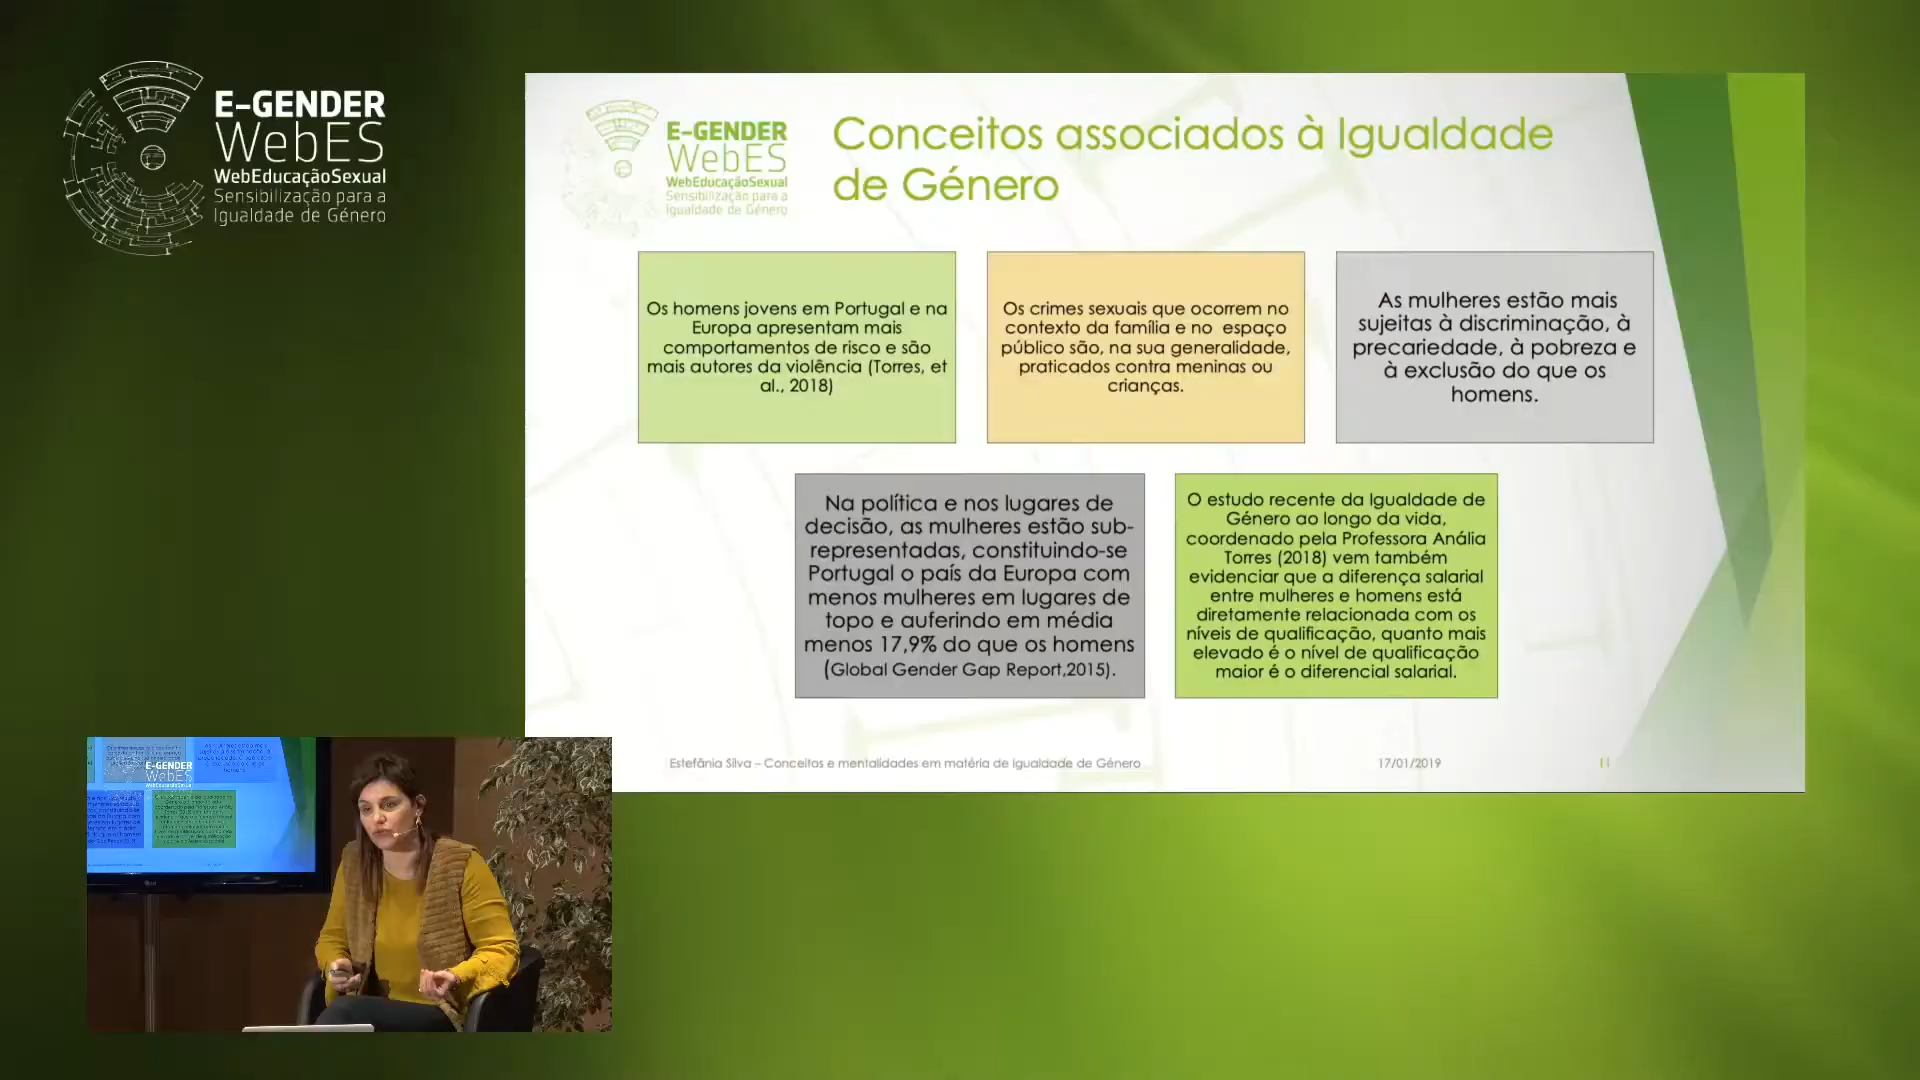 E-GENDER
WebES
WebEducaçãoSexual
Sensibilização para a
Igualdade de Género
E-GENDER
WebES
WebEducaçãoSexual
Sensibilização para a
Igualdade de Género
Conceitos associados à Igualdade
de Género
Os homens jovens em Portugal e na
Europa apresentam mais
comportamentos de risco e são
mais autores da violência (Torres, et
al., 2018)
Os crimes sexuais que ocorrem no
contexto da família e no espaço
público são, na sua generalidade,
praticados contra meninas ou
crianças.
As mulheres estão mais
sujeitas à discriminação, à
precariedade, à pobreza e
à exclusão do que os
homens.
Na política e nos lugares de
decisão, as mulheres estão sub-
representadas, constituindo-se
Portugal o país da Europa com
menos mulheres em lugares de
topo e auferindo em média
menos 17,9% do que os homens
(Global Gender Gap Report,2015).
O estudo recente da Igualdade de
Género ao longo da vida,
coordenado pela Professora Anália
Torres (2018) vem também
evidenciar que a diferença salarial
entre mulheres e homens está
diretamente relacionada com os
níveis de qualificação, quanto mais
elevado é o nível de qualificação
maior é o diferencial salarial.
Estefânia Silva – Conceitos e mentalidades em matéria de Igualdade de Género
17/01/2019
11
E-GENDER
WebES